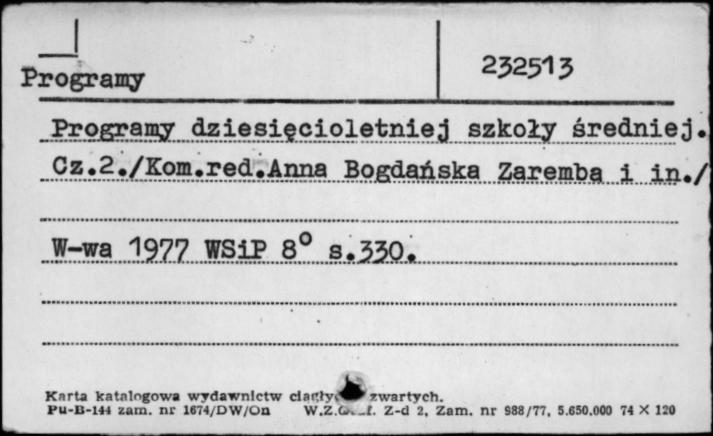 232513
Programy
Programy dziesięcioletniej szkoły średniej.
Cz.2./Kom.red.Anna Bogdańska Zaremba i in./
W-wa 1977 WSiP 8° s.330.
Karta katalogowa wydawnictw zwartych.
Pu-B-144 zam. nr 1674/DW/On W.Z.G. Z-d 2, Zam. nr 988/77, 5.650.000 74 X 120